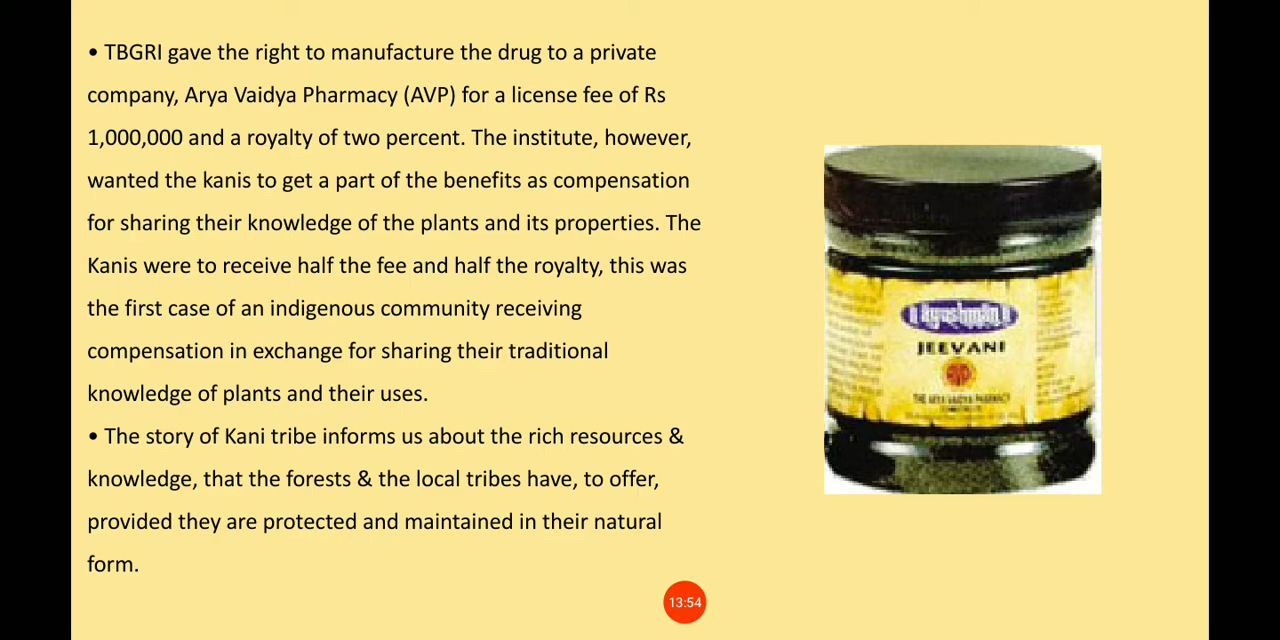 • TBGRI gave the right to manufacture the drug to a private
company, Arya Vaidya Pharmacy (AVP) for a license fee of Rs
1,000,000 and a royalty of two percent. The institute, however,
wanted the kanis to get a part of the benefits as compensation
for sharing their knowledge of the plants and its properties. The
Kanis were to receive half the fee and half the royalty, this was
the first case of an indigenous community receiving
compensation in exchange for sharing their traditional
knowledge of plants and their uses.
• The story of Kani tribe informs us about the rich resources &
knowledge, that the forests & the local tribes have, to offer,
provided they are protected and maintained in their natural
form.
Ayushman
JEEVANI
THE ARYA VAIDYA PHARMACY
13:54